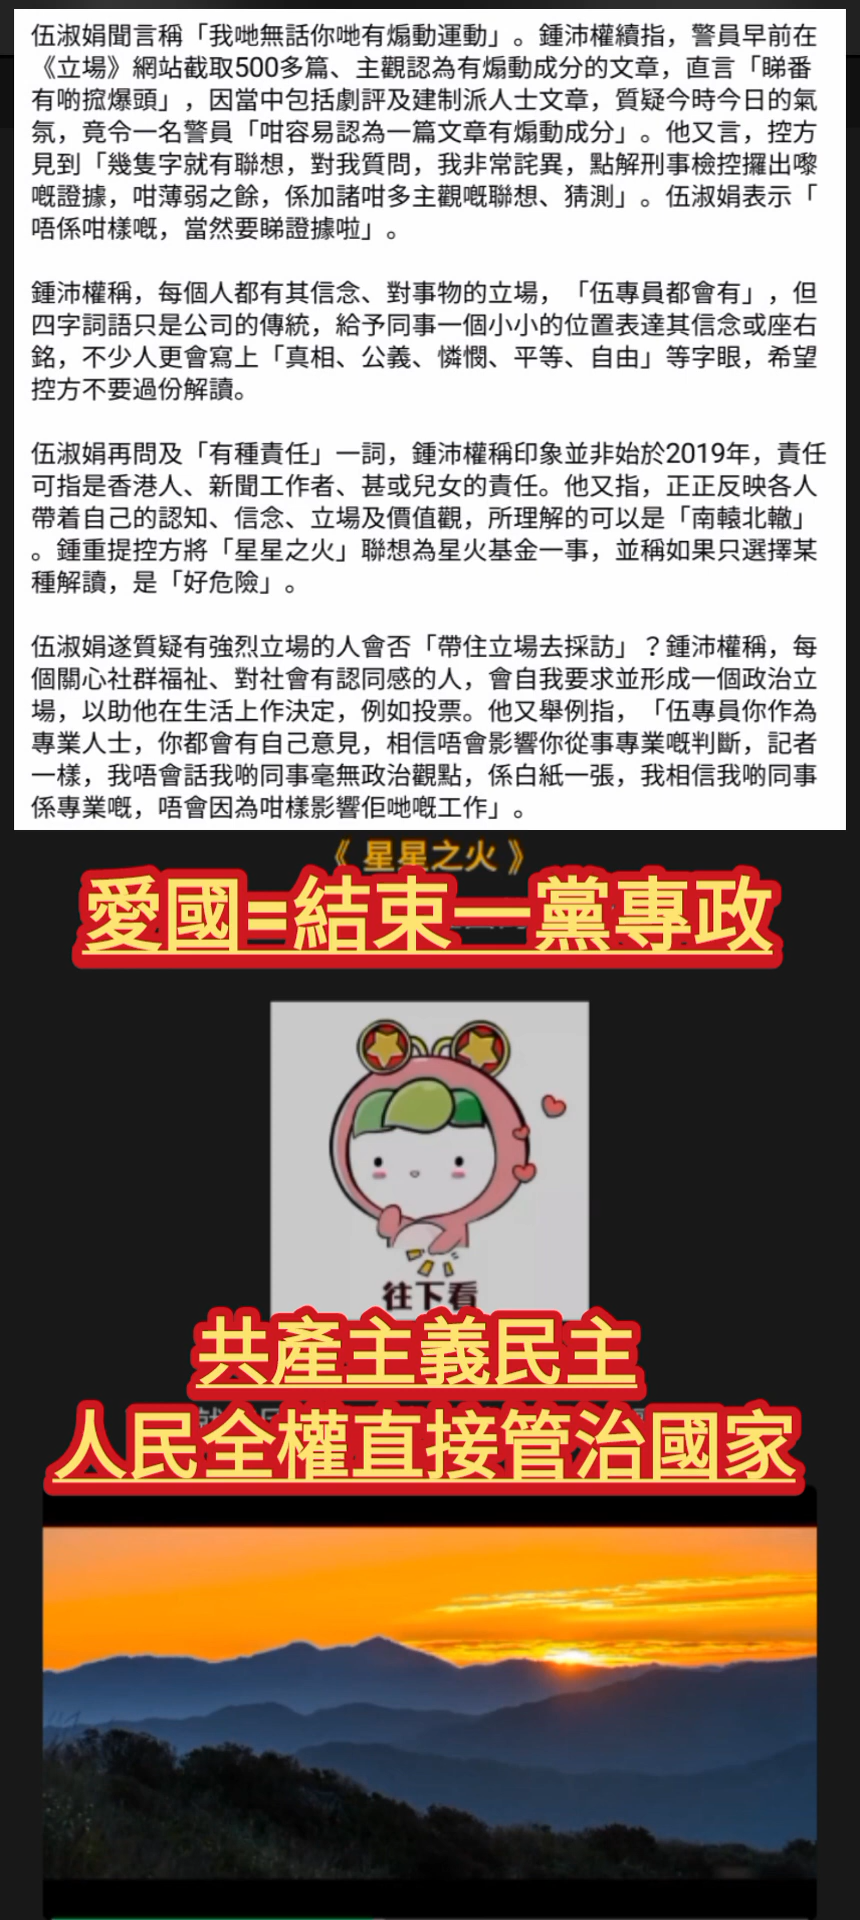 伍淑娟聞言稱「我哋無話你哋有煽動運動」。鍾沛權續指，警員早前在
《立場》網站截取500多篇、主觀認為有煽動成分的文章，直言「睇番
有啲掟爆頭」，因當中包括劇評及建制派人士文章，質疑今時今日的氣
氛，竟令一名警員「咁容易認為一篇文章有煽動成分」。他又言，控方
見到「幾隻字就有聯想，對我質問，我非常詫異，點解刑事檢控攞出嚟
嘅證據，咁薄弱之餘，係加諸咁多主觀嘅聯想、猜測」。伍淑娟表示「
唔係咁樣嘅，當然要睇證據啦」。
鍾沛權稱，每個人都有其信念、對事物的立場，「伍專員都會有」，但
四字詞語只是公司的傳統，給予同事一個小小的位置表達其信念或座右
銘，不少人更會寫上「真相、公義、憐憫、平等、自由」等字眼，希望
控方不要過份解讀。
伍淑娟再問及「有種責任」一詞，鍾沛權稱印象並非始於2019年，責任
可指是香港人、新聞工作者、甚或兒女的責任。他又指，正正反映各人
帶着自己的認知、信念、立場及價值觀，所理解的可以是「南轅北轍」
。鍾重提控方將「星星之火」聯想為星火基金一事，並稱如果只選擇某
種解讀，是「好危險」。
伍淑娟遂質疑有強烈立場的人會否「帶住立場去採訪」？鍾沛權稱，每
個關心社群福祉、對社會有認同感的人，會自我要求並形成一個政治立
場，以助他在生活上作決定，例如投票。他又舉例指，「伍專員你作為
專業人士，你都會有自己意見，相信唔會影響你從事專業嘅判斷，記者
一樣，我唔會話我啲同事毫無政治觀點，係白紙一張，我相信我啲同事
係專業嘅，唔會因為咁樣影響佢哋嘅工作」。
《 星星之火 》
愛國=結束一黨專政
往下看
共產主義民主
人民全權直接管治國家